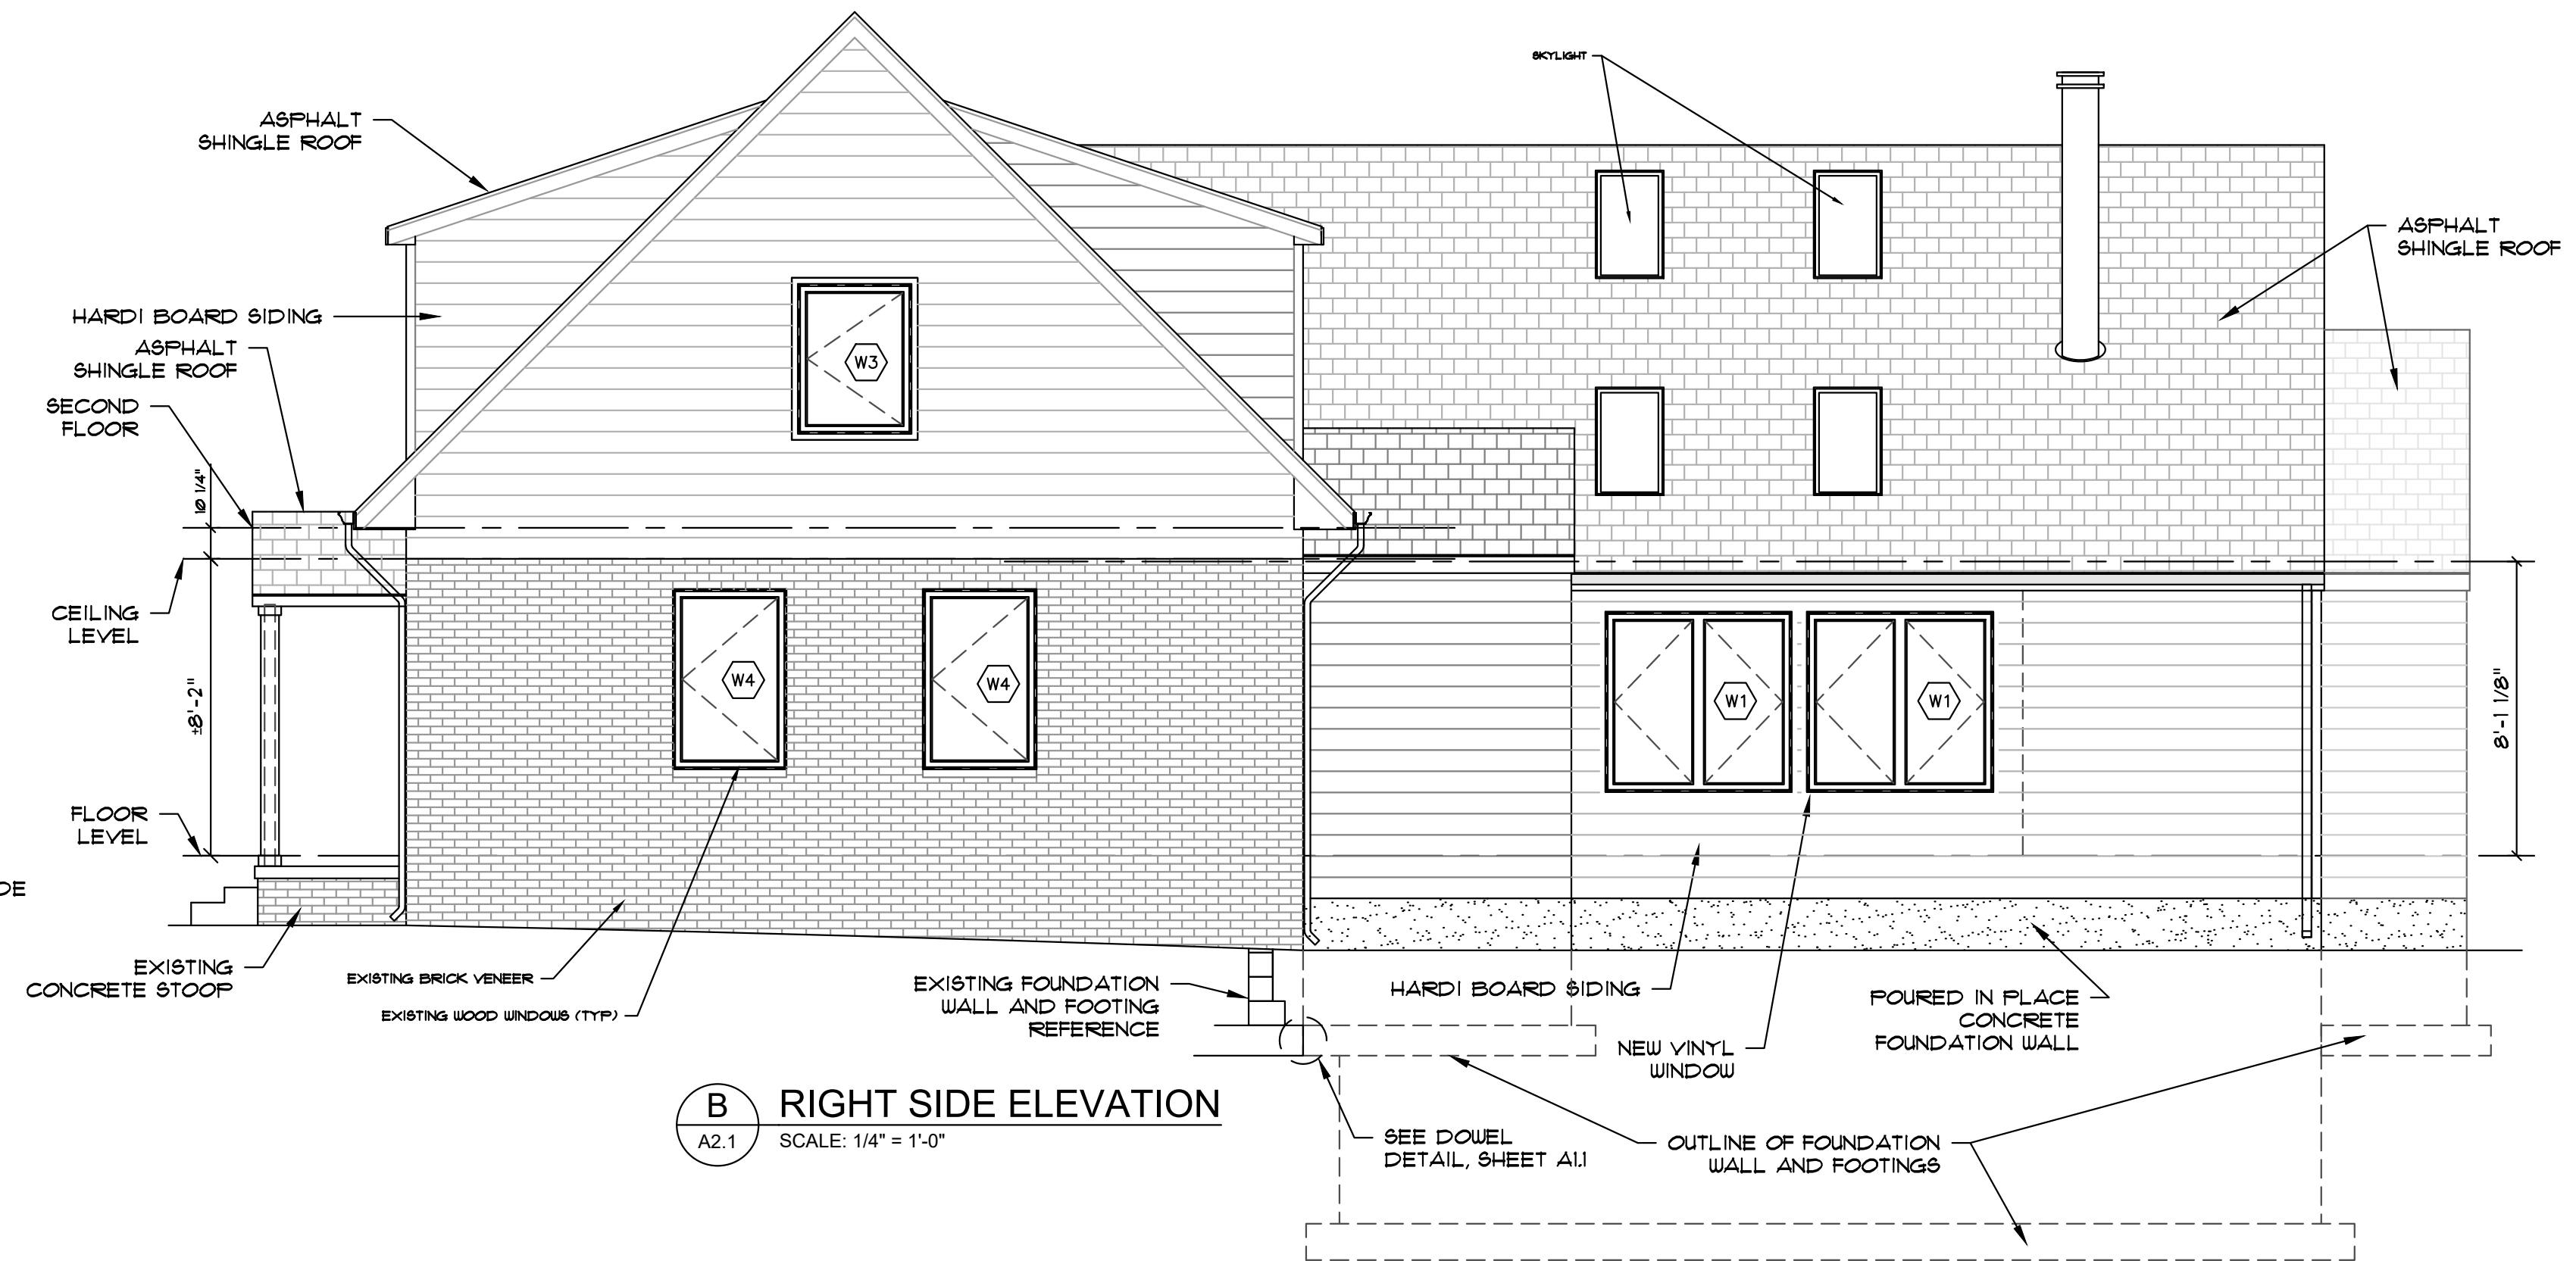 SKYLIGHT
ASPHALT
SHINGLE ROOF
ASPHALT
SHINGLE ROOF
HARDI BOARD SIDING
ASPHALT
SHINGLE ROOF
W3
SECOND
FLOOR
10 1/4"
CEILING
LEVEL
±8'-2"
W4
W4
W1
W1
8'-1 1/8"
FLOOR
LEVEL
DE
EXISTING
CONCRETE STOOP
EXISTING BRICK VENEER
EXISTING WOOD WINDOWS (TYP)
EXISTING FOUNDATION
WALL AND FOOTING
REFERENCE
HARDI BOARD SIDING
POURED IN PLACE
CONCRETE
FOUNDATION WALL
NEW VINYL
WINDOW
B
A2.1
RIGHT SIDE ELEVATION
SCALE: 1/4" = 1'-0"
SEE DOWEL
DETAIL, SHEET A1.1
OUTLINE OF FOUNDATION
WALL AND FOOTINGS